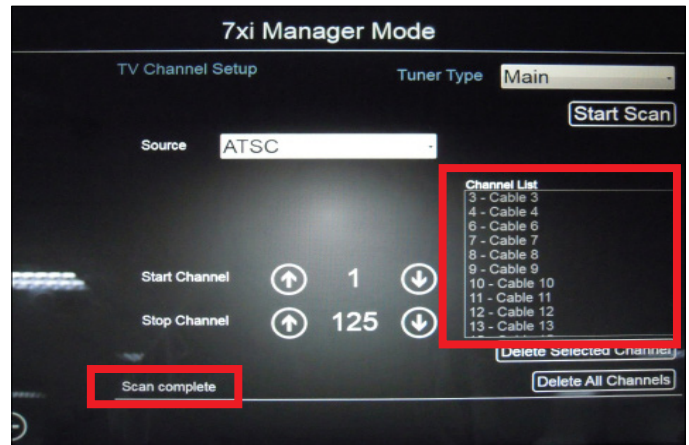 7xi Manager Mode
TV Channel Setup
Tuner Type Main
Start Scan
Source ATSC
Channel List
3 - Cable 3
4 - Cable 4
6 - Cable 6
7 - Cable 7
8 - Cable 8
9 - Cable 9
10 - Cable 10
11 - Cable 11
12 - Cable 12
13 - Cable 13
Start Channel 1
Stop Channel 125
Delete Selected Channel
Scan complete
Delete All Channels